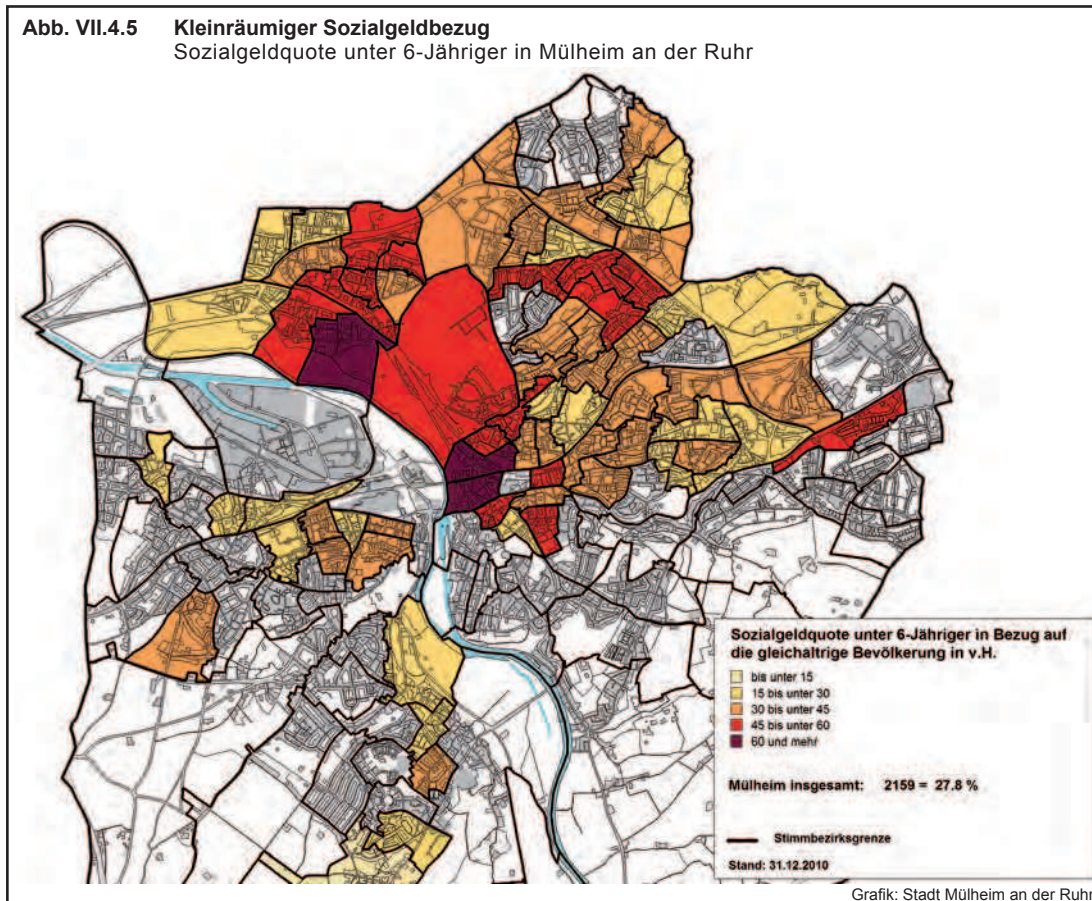 Abb. VII.4.5 Kleinräumiger Sozialgeldbezug
Sozialgeldquote unter 6-Jähriger in Mülheim an der Ruhr
Sozialgeldquote unter 6-Jähriger in Bezug auf
die gleichaltrige Bevölkerung in v.H.
bis unter 15
15 bis unter 30
30 bis unter 45
45 bis unter 60
60 und mehr
Mülheim insgesamt: 2159 = 27.8 %
Stimmbezirksgrenze
Stand: 31.12.2010
Grafik: Stadt Mülheim an der Ruhr